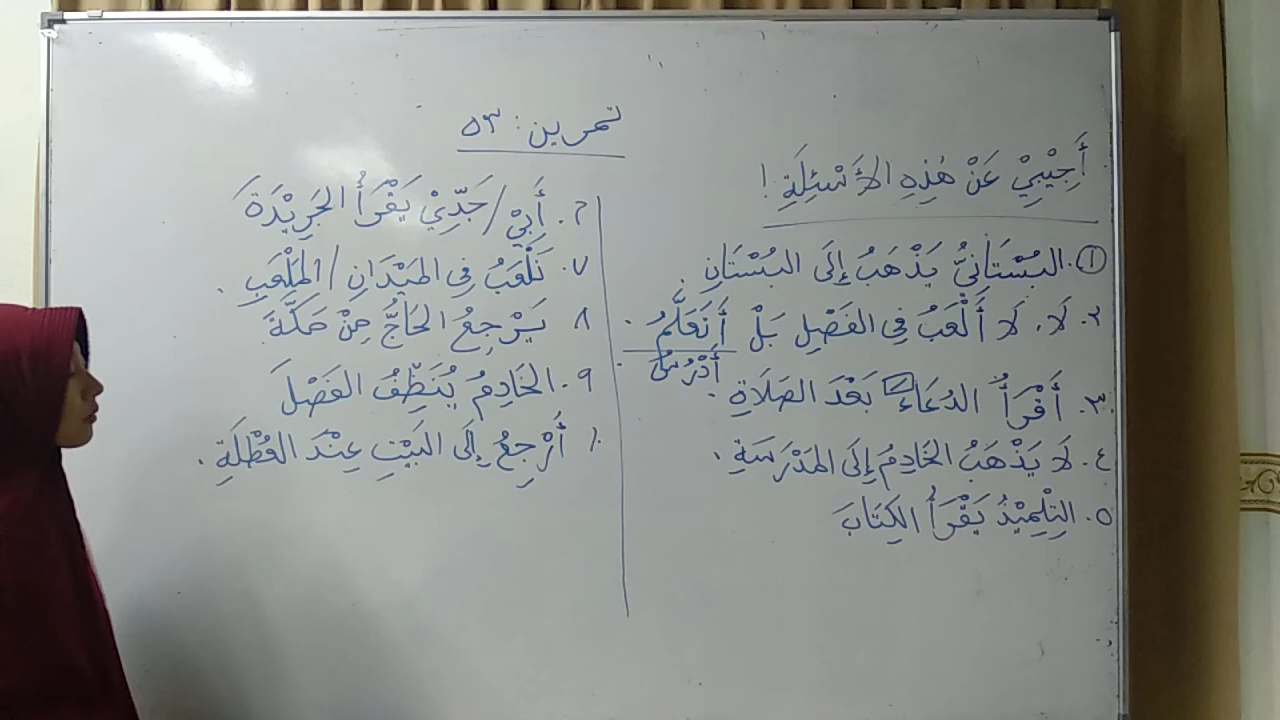 تمرين: ٥٣
أَجِيْبِيْ عَنْ هٰذِهِ الأَسْئِلَةِ !
١. البُسْتَانِيُّ يَذْهَبُ إِلَى البُسْتَانِ .
٢. لَا، لَا أَلْعَبُ فِي الفَصْلِ بَلْ أَتَعَلَّمُ .
أَدْرُسُ .
٣. أَقْرَأُ الدُعَاءَ بَعْدَ الصَلَاةِ .
٤. لَا يَذْهَبُ الخَادِمُ إِلَى المَدْرَسَةِ .
٥. التِلْمِيْذُ يَقْرَأُ الكِتَابَ
٦. أَبِيْ / جَدِّيْ يَقْرَأُ الجَرِيْدَةَ
٧. نَلْعَبُ فِي المَيْدَانِ / المَلْعَبِ .
٨. يَرْجِعُ الحَاجُّ مِنْ مَكَّةَ
٩. الخَادِمُ يُنَظِّفُ الفَصْلَ
١٠. أَرْجِعُ إِلَى البَيْتِ عِنْدَ العُطْلَةِ .